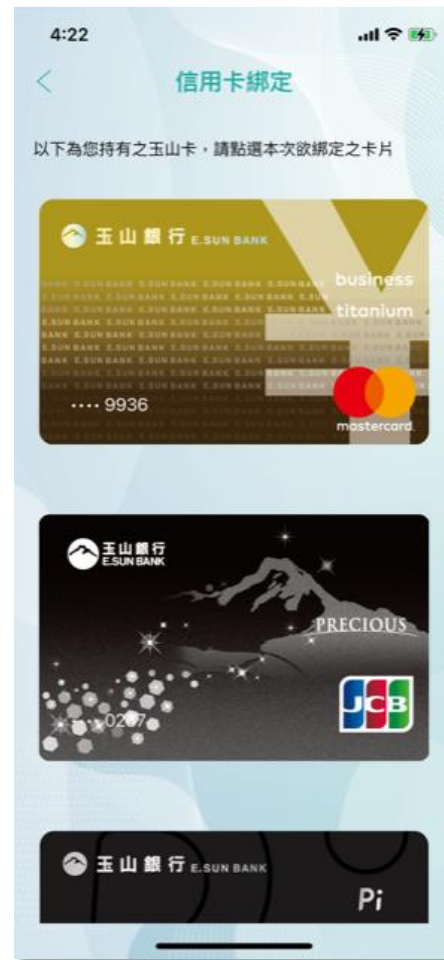 4:22
信用卡綁定
以下為您持有之玉山卡，請點選本次欲綁定之卡片
玉山銀行 E.SUN BANK
business
titanium
···· 9936
mastercard.
玉山銀行
E.SUN BANK
PRECIOUS
JCB
玉山銀行 E.SUN BANK
Pi